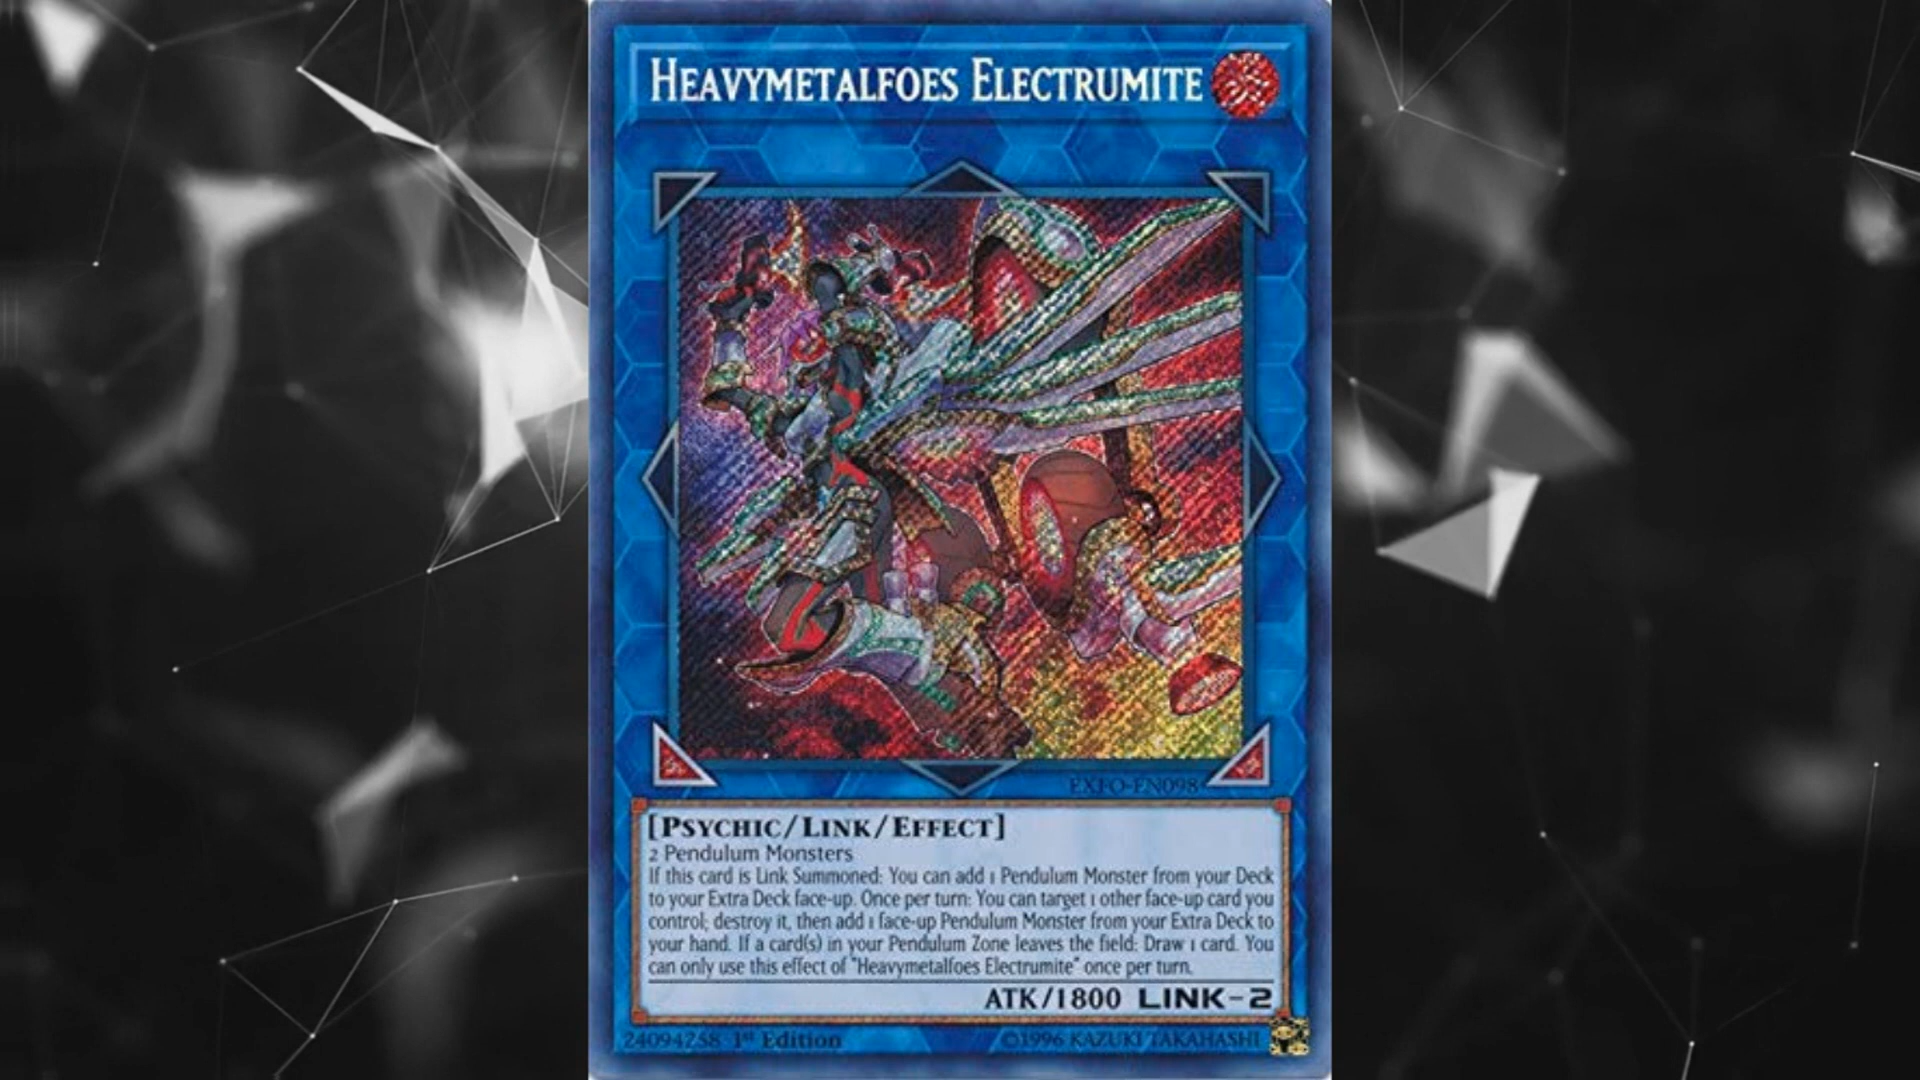 HEAVYMETALFOES ELECTRUMITE
EXFO-EN098
[PSYCHIC/LINK/EFFECT]
2 Pendulum Monsters
If this card is Link Summoned: You can add 1 Pendulum Monster from your Deck
to your Extra Deck face-up. Once per turn: You can target 1 other face-up card you
control; destroy it, then add 1 face-up Pendulum Monster from your Extra Deck to
your hand. If a card(s) in your Pendulum Zone leaves the field: Draw 1 card. You
can only use this effect of "Heavymetalfoes Electrumite" once per turn.
ATK/1800 LINK-2
24094258 1st Edition ©1996 KAZUKI TAKAHASHI